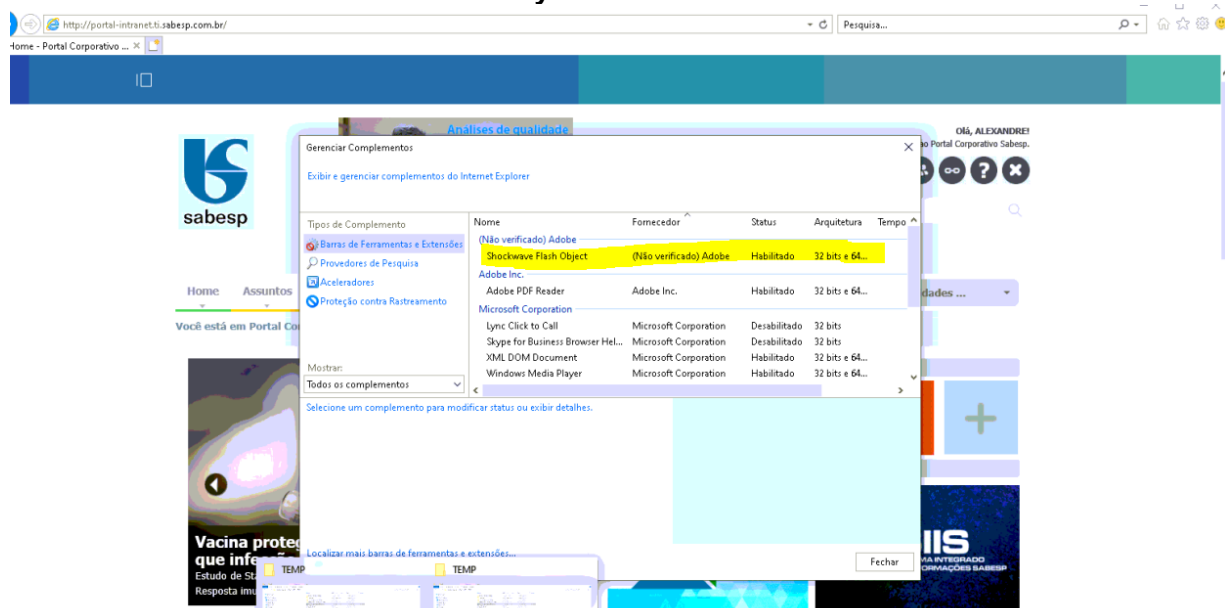 http://portal-intranet.ti.sabesp.com.br/
Pesquisa...
Home - Portal Corporativo ...
Análises de qualidade
Olá, ALEXANDRE!
ao Portal Corporativo Sabesp.
sabesp
Gerenciar Complementos
Exibir e gerenciar complementos do Internet Explorer
Tipos de Complemento
Barras de Ferramentas e Extensões
Provedores de Pesquisa
Aceleradores
Proteção contra Rastreamento
Mostrar:
Todos os complementos
Nome Fornecedor Status Arquitetura Tempo
(Não verificado) Adobe
Shockwave Flash Object (Não verificado) Adobe Habilitado 32 bits e 64...
Adobe Inc.
Adobe PDF Reader Adobe Inc. Habilitado 32 bits e 64...
Microsoft Corporation
Lync Click to Call Microsoft Corporation Desabilitado 32 bits
Skype for Business Browser Hel... Microsoft Corporation Desabilitado 32 bits
XML DOM Document Microsoft Corporation Habilitado 32 bits e 64...
Windows Media Player Microsoft Corporation Habilitado 32 bits e 64...
Selecione um complemento para modificar status ou exibir detalhes.
Localizar mais barras de ferramentas e extensões...
Fechar
Home Assuntos
dades ...
Você está em Portal Co
Vacina prote
que infe
Estudo de
Resposta imu
TEMP
TEMP
IIS
MA INTEGRADO
ORMAÇÕES SABESP